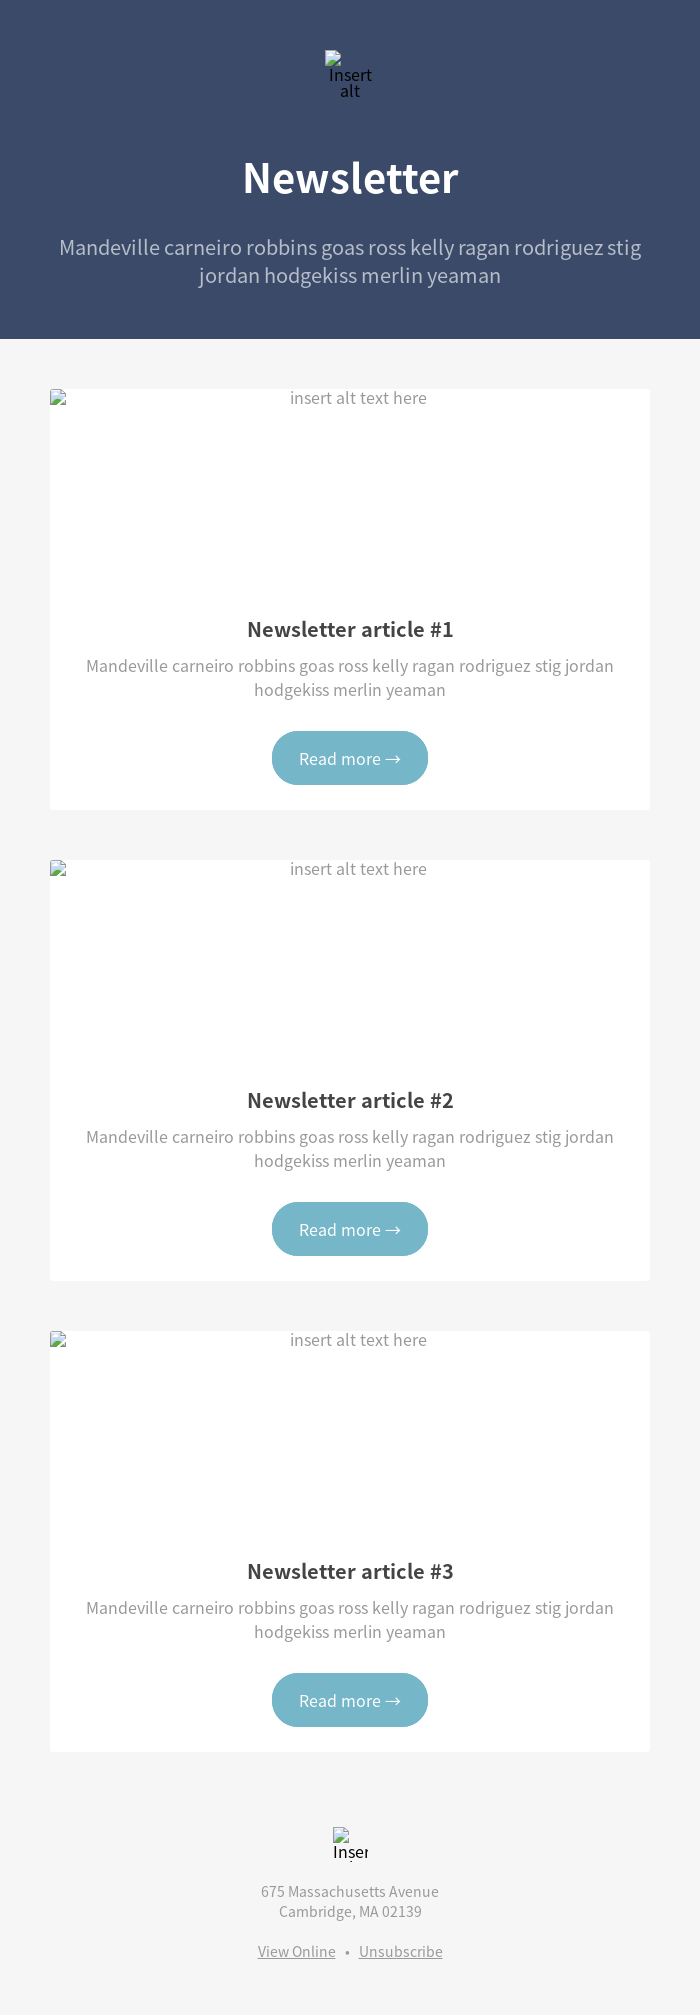 Insert
alt
Newsletter
Mandeville carneiro robbins goas ross kelly ragan rodriguez stig
jordan hodgekiss merlin yeaman
insert alt text here
Newsletter article #1
Mandeville carneiro robbins goas ross kelly ragan rodriguez stig jordan
hodgekiss merlin yeaman
Read more →
insert alt text here
Newsletter article #2
Mandeville carneiro robbins goas ross kelly ragan rodriguez stig jordan
hodgekiss merlin yeaman
Read more →
insert alt text here
Newsletter article #3
Mandeville carneiro robbins goas ross kelly ragan rodriguez stig jordan
hodgekiss merlin yeaman
Read more →
675 Massachusetts Avenue
Cambridge, MA 02139
View Online • Unsubscribe